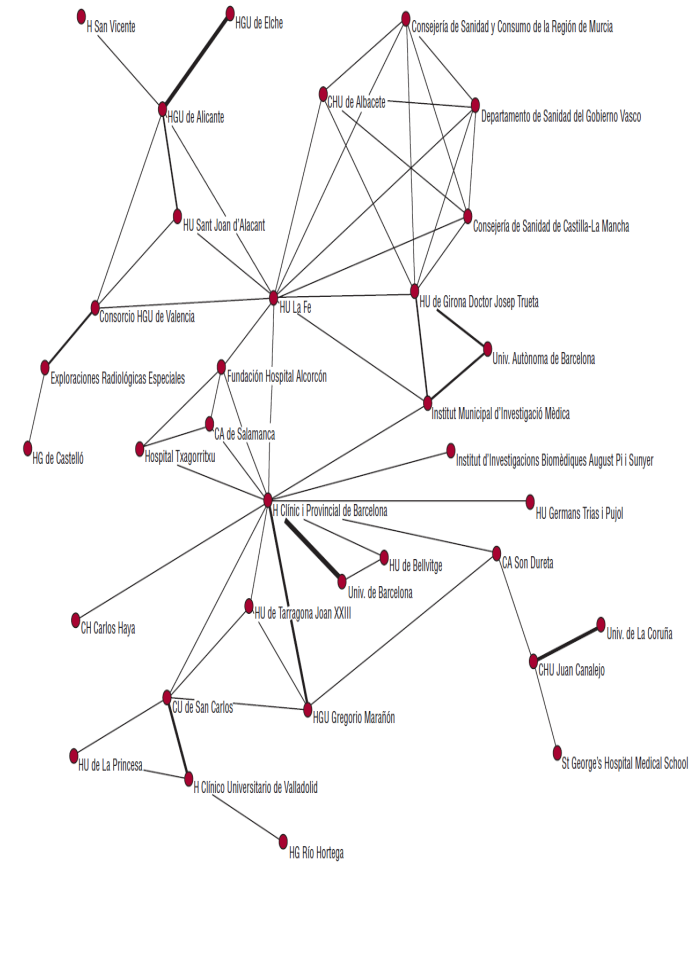 H San Vicente
HGU de Elche
Consejería de Sanidad y Consumo de la Región de Murcia
CHU de Albacete
HGU de Alicante
Departamento de Sanidad del Gobierno Vasco
HU Sant Joan d'Alacant
Consejería de Sanidad de Castilla-La Mancha
HU La Fe
HU de Girona Doctor Josep Trueta
Consorcio HGU de Valencia
Univ. Autònoma de Barcelona
Exploraciones Radiológicas Especiales
Fundación Hospital Alcorcón
Institut Municipal d'Investigació Mèdica
CA de Salamanca
HG de Castelló
Hospital Txagorritxu
Institut d'Investigacions Biomèdiques August Pi i Sunyer
H Clínic i Provincial de Barcelona
HU Germans Trias i Pujol
HU de Bellvitge
CA Son Dureta
Univ. de Barcelona
HU de Tarragona Joan XXIII
CH Carlos Haya
Univ. de La Coruña
CHU Juan Canalejo
CU de San Carlos
HGU Gregorio Marañón
HU de La Princesa
St George's Hospital Medical School
H Clínico Universitario de Valladolid
HG Río Hortega